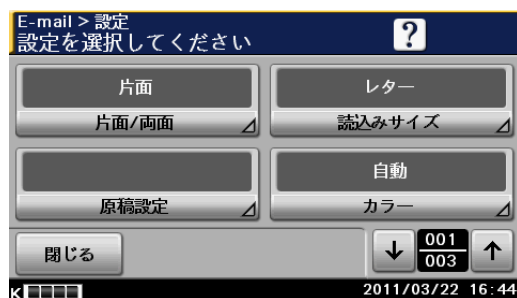 E-mail > 設定
設定を選択してください
?
片面
片面/両面
レター
読込みサイズ
原稿設定
自動
カラー
閉じる
↓
001
003
↑
K
2011/03/22 16:44